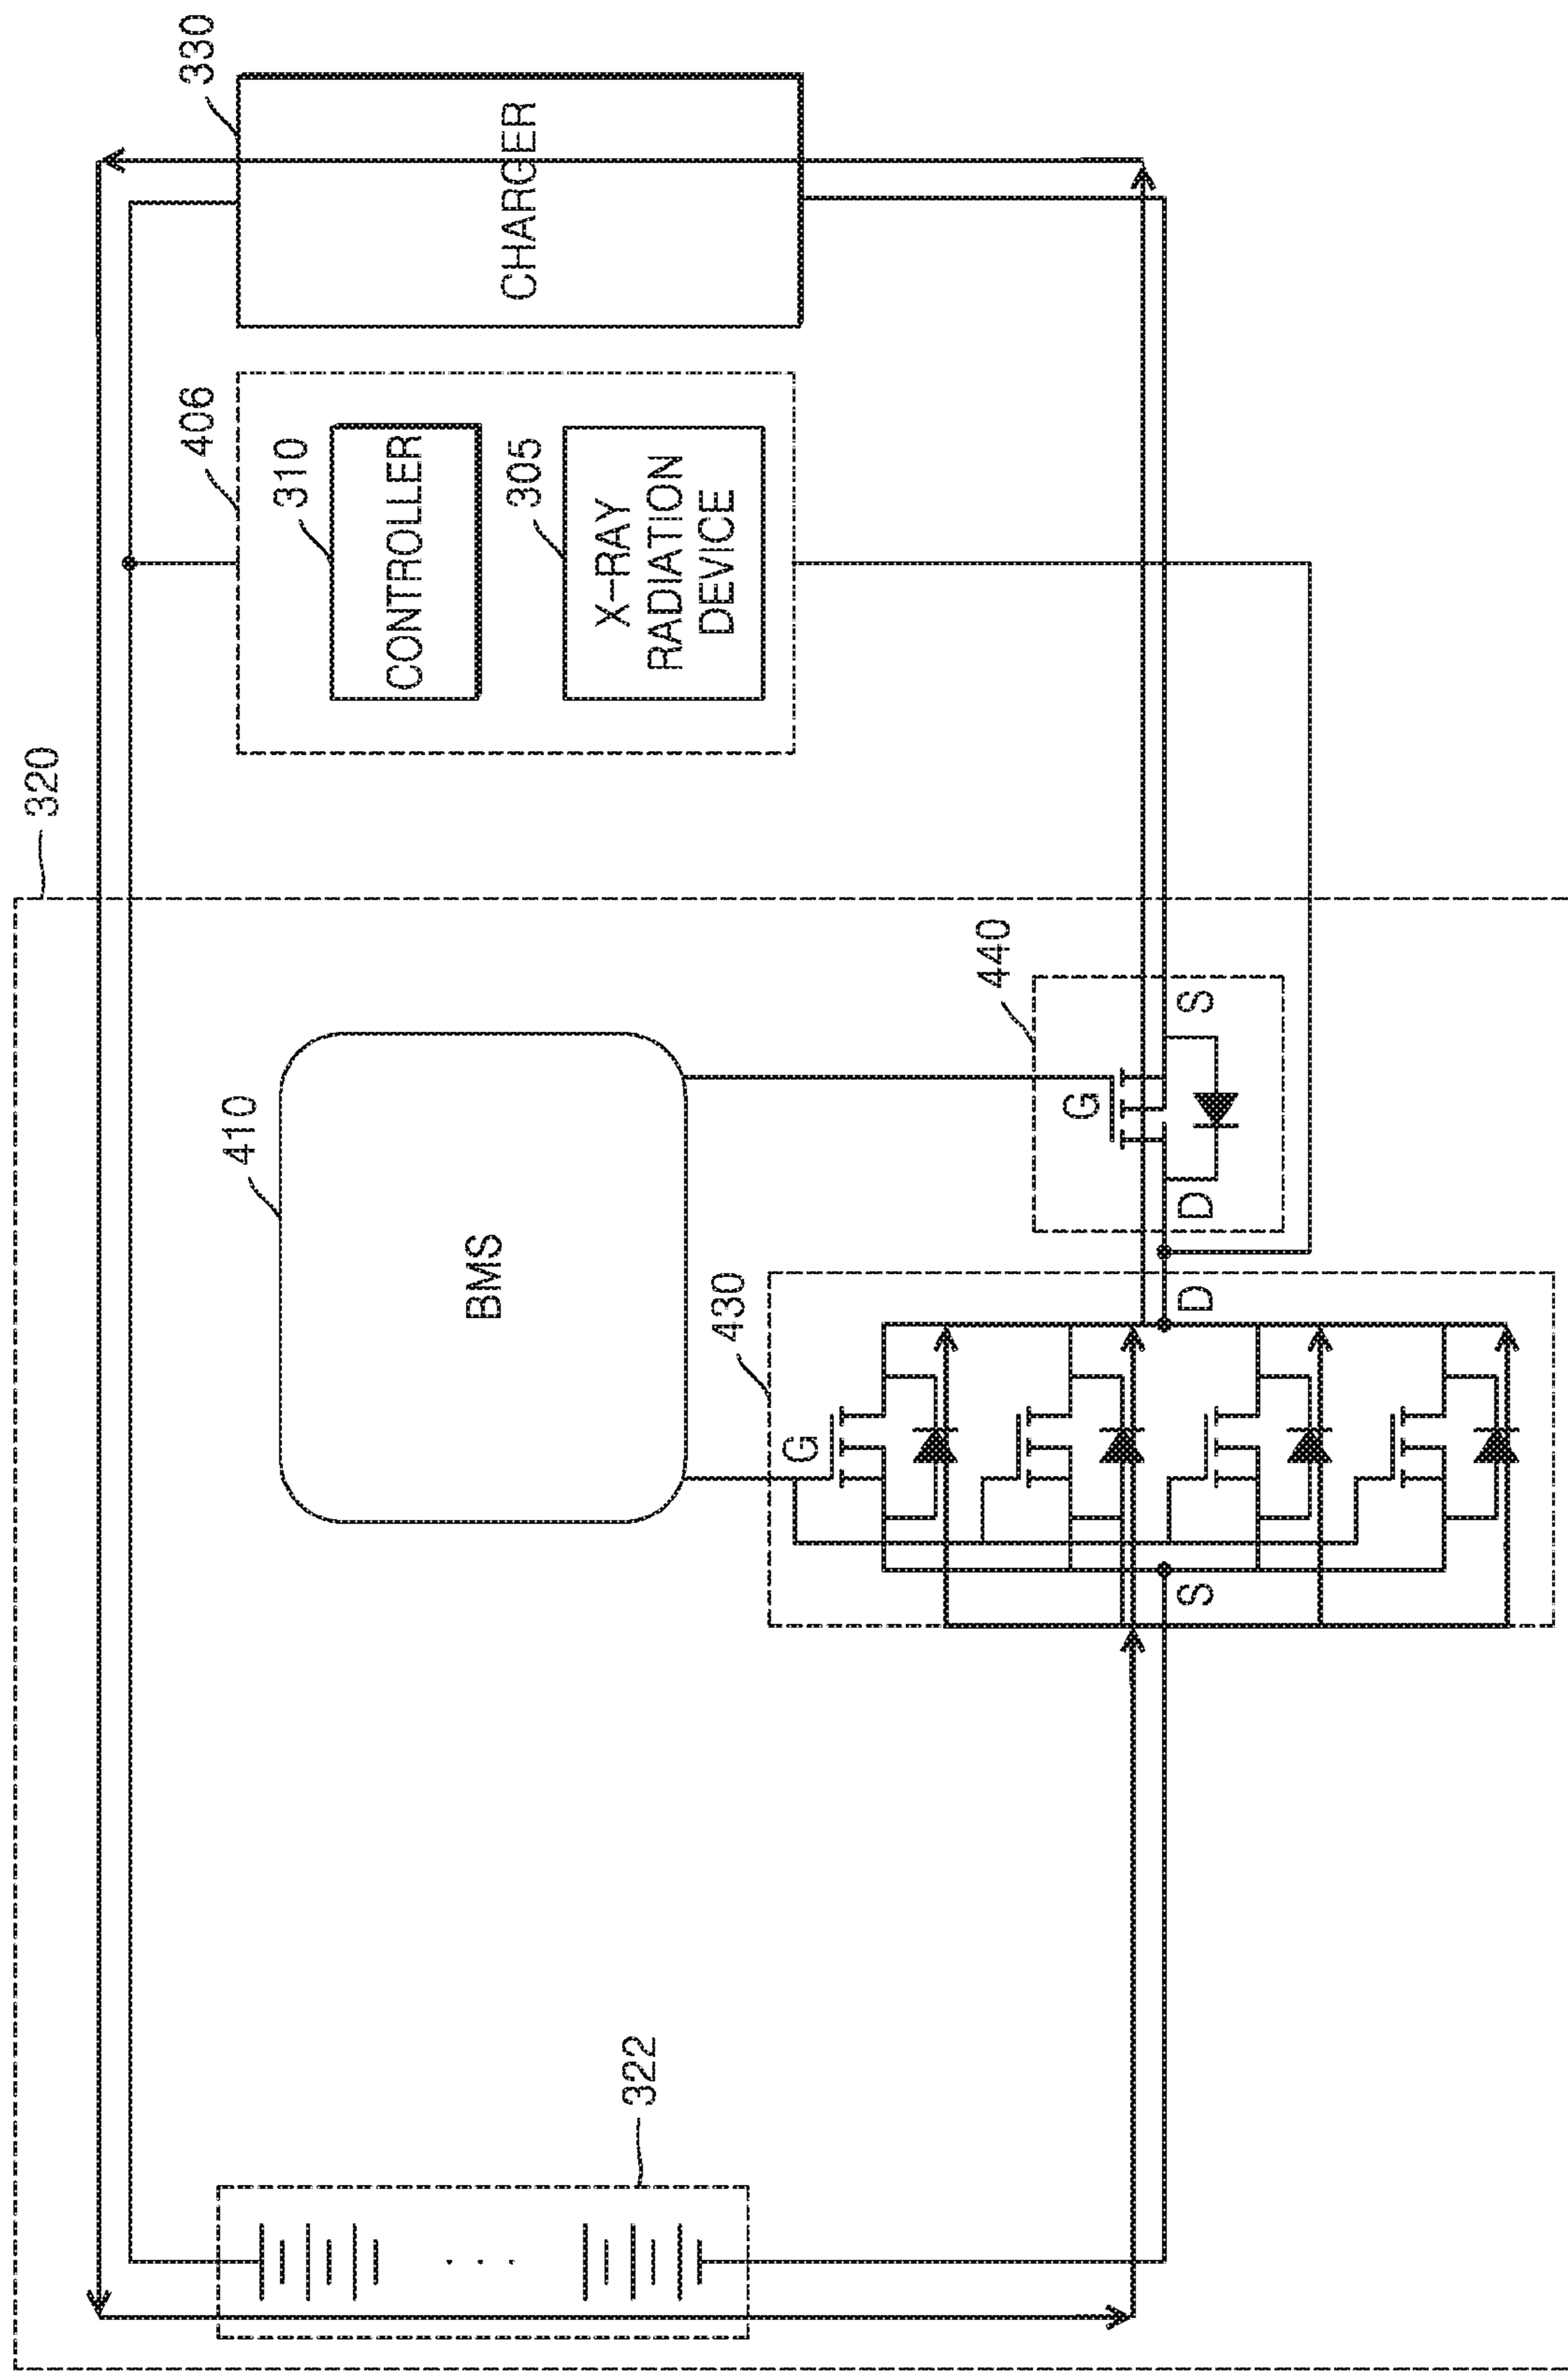 320
322
410
BMS
430
G
S
D
440
G
D
S
406
310
CONTROLLER
305
X-RAY
RADIATION
DEVICE
330
CHARGER